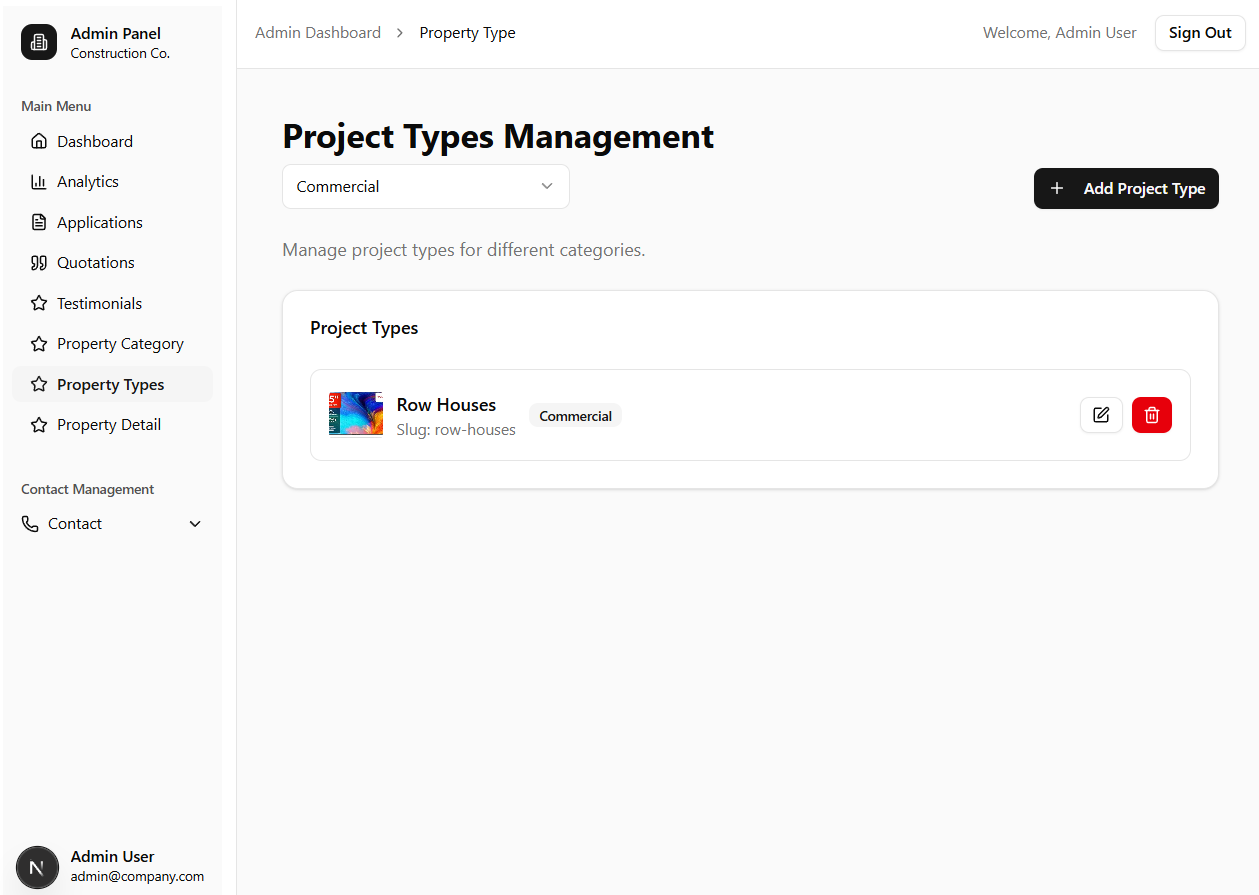 Admin Panel
Construction Co.
Main Menu
Dashboard
Analytics
Applications
Quotations
Testimonials
Property Category
Property Types
Property Detail
Contact Management
Contact
N
Admin User
admin@company.com
Admin Dashboard > Property Type
Welcome, Admin User
Sign Out
Project Types Management
Commercial
+ Add Project Type
Manage project types for different categories.
Project Types
Row Houses
Slug: row-houses
Commercial